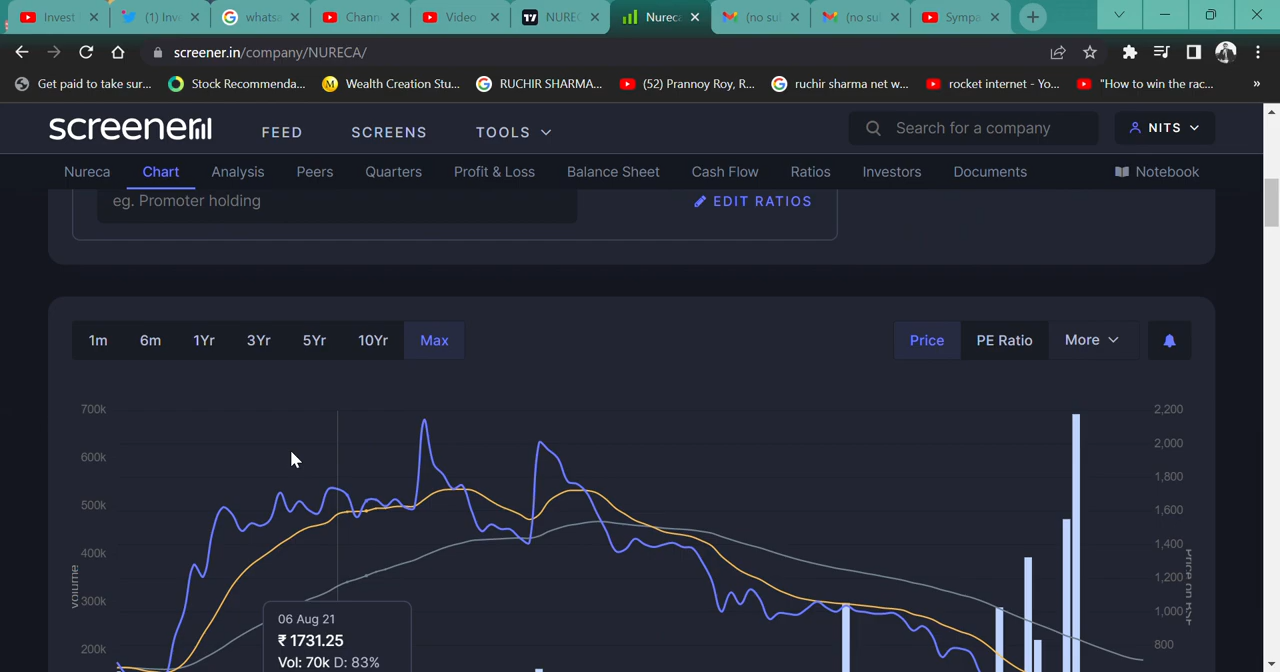 Invest
(1) Inv
whats
Chann
Video
NURE
Nureca
(no su
(no su
Sympa
screener.in/company/NURECA/
Get paid to take sur...
Stock Recommenda...
Wealth Creation Stu...
RUCHIR SHARMA...
(52) Prannoy Roy, R...
ruchir sharma net w...
rocket internet - Yo...
"How to win the rac...
»
screener
FEED
SCREENS
TOOLS
Search for a company
NITS
Nureca
Chart
Analysis
Peers
Quarters
Profit & Loss
Balance Sheet
Cash Flow
Ratios
Investors
Documents
Notebook
eg. Promoter holding
EDIT RATIOS
1m
6m
1Yr
3Yr
5Yr
10Yr
Max
Price
PE Ratio
More
700k
600k
500k
400k
300k
200k
Volume
2,200
2,000
1,800
1,600
1,400
1,200
1,000
800
06 Aug 21
₹ 1731.25
Vol: 70k D: 83%